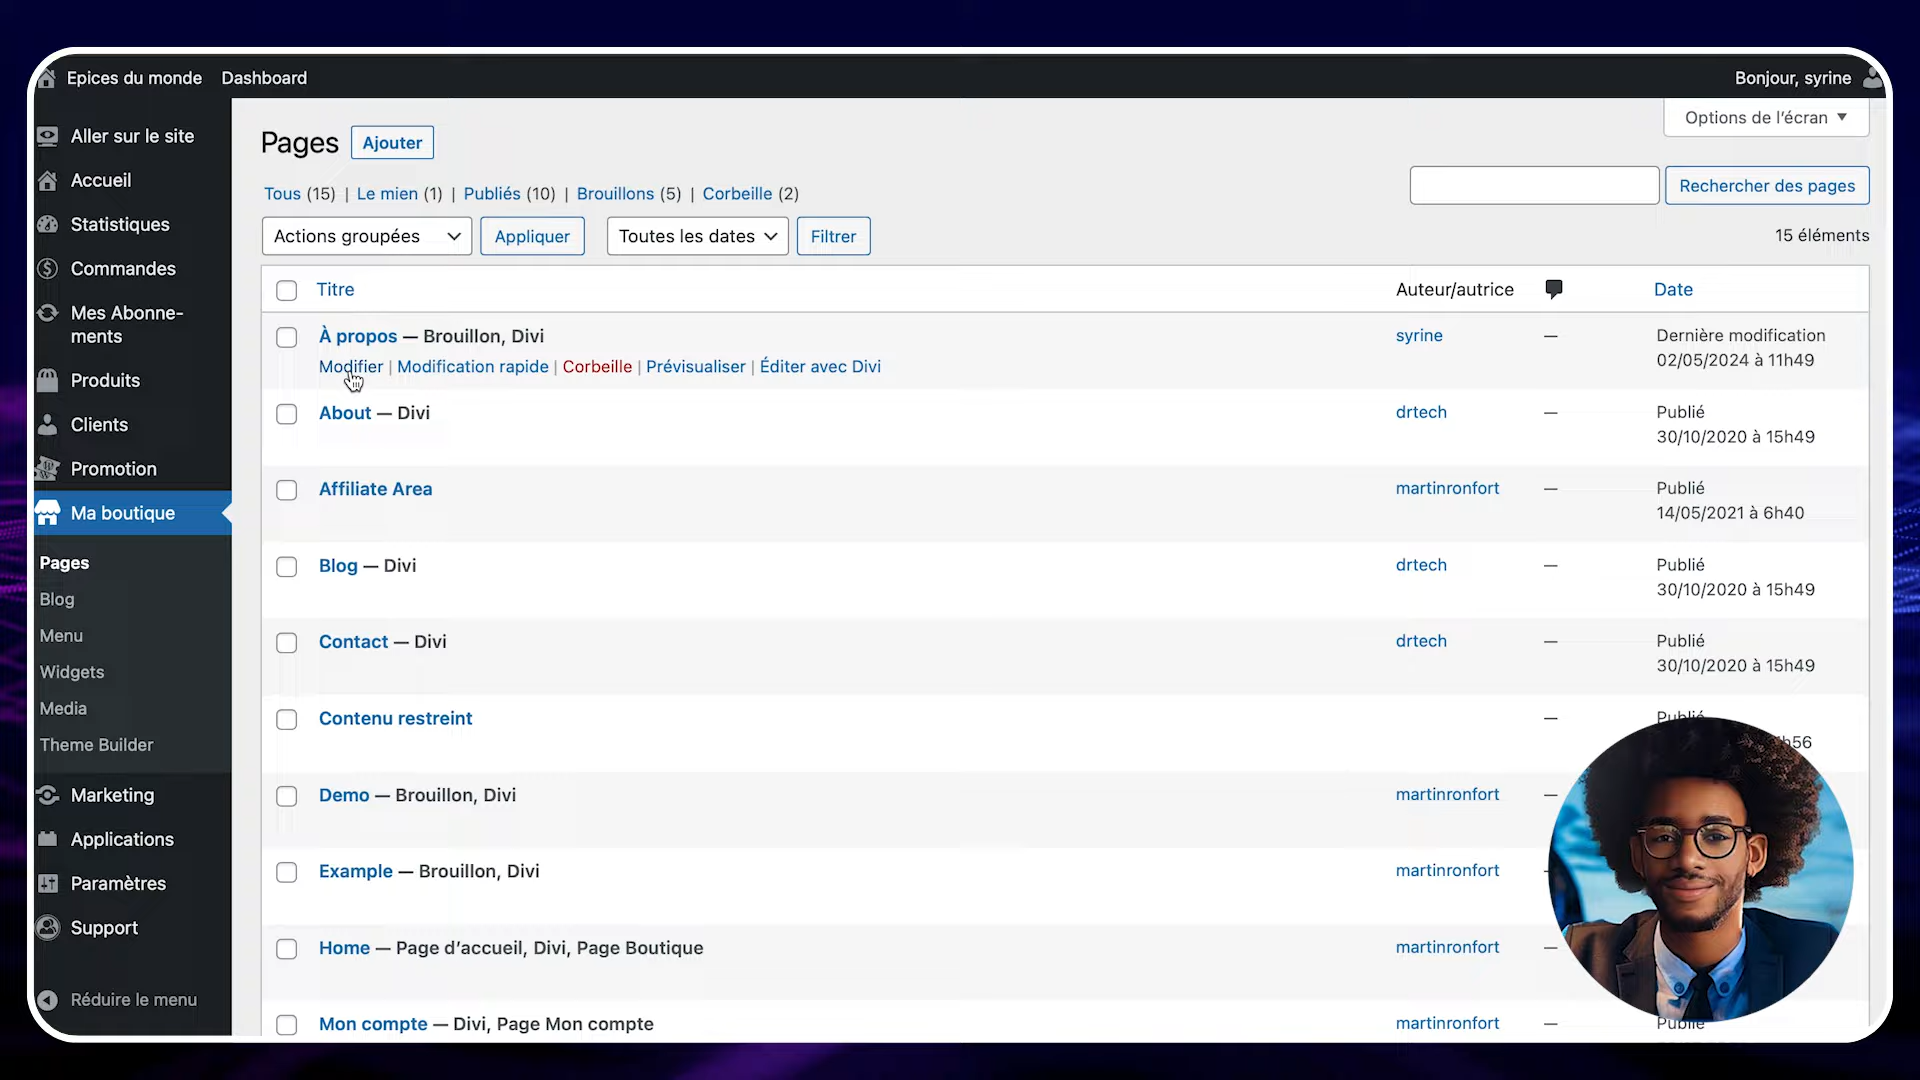 Epices du monde Dashboard Bonjour, syrine
Aller sur le site
Accueil
Statistiques
Commandes
Mes Abonne-
ments
Produits
Clients
Promotion
Ma boutique
Pages
Blog
Menu
Widgets
Media
Theme Builder
Marketing
Applications
Paramètres
Support
Réduire le menu
Options de l'écran ▼
Pages Ajouter
Tous (15) | Le mien (1) | Publiés (10) | Brouillons (5) | Corbeille (2)
Rechercher des pages
Actions groupées Appliquer Toutes les dates Filtrer 15 éléments
Titre Auteur/autrice Date
À propos — Brouillon, Divi syrine — Dernière modification
02/05/2024 à 11h49
Modifier | Modification rapide | Corbeille | Prévisualiser | Éditer avec Divi
About — Divi drtech — Publié
30/10/2020 à 15h49
Affiliate Area martinronfort — Publié
14/05/2021 à 6h40
Blog — Divi drtech — Publié
30/10/2020 à 15h49
Contact — Divi drtech — Publié
30/10/2020 à 15h49
Contenu restreint — Publié
h56
Demo — Brouillon, Divi martinronfort —
Example — Brouillon, Divi martinronfort
Home — Page d'accueil, Divi, Page Boutique martinronfort —
Mon compte — Divi, Page Mon compte martinronfort — Publié